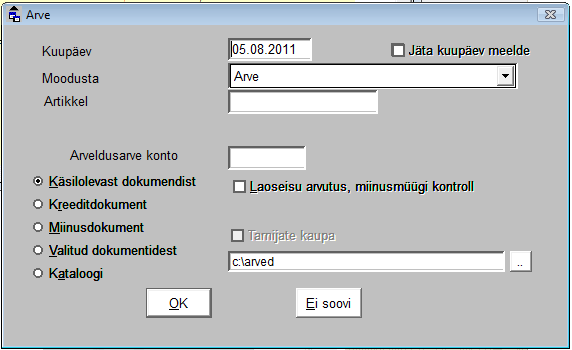 Arve
Kuupäev 05.08.2011 Jäta kuupäev meelde
Moodusta Arve
Artikkel
Arveldusarve konto
Käsilolevast dokumendist Laoseisu arvutus, miinusmüügi kontroll
Kreeditdokument
Miinusdokument
Tarnijate kaupa
Valitud dokumentidest c:\arved ..
Kataloogi
OK Ei soovi